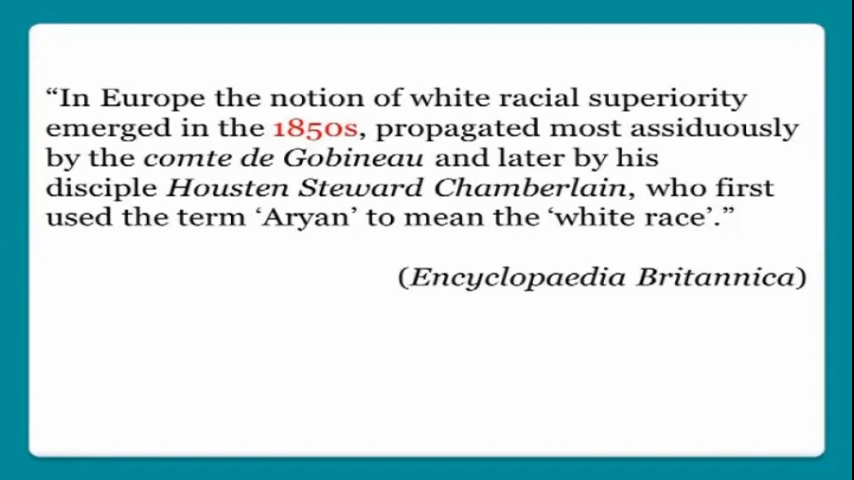 “In Europe the notion of white racial superiority
emerged in the 1850s, propagated most assiduously
by the comte de Gobineau and later by his
disciple Housten Steward Chamberlain, who first
used the term ‘Aryan’ to mean the ‘white race’.”
(Encyclopaedia Britannica)